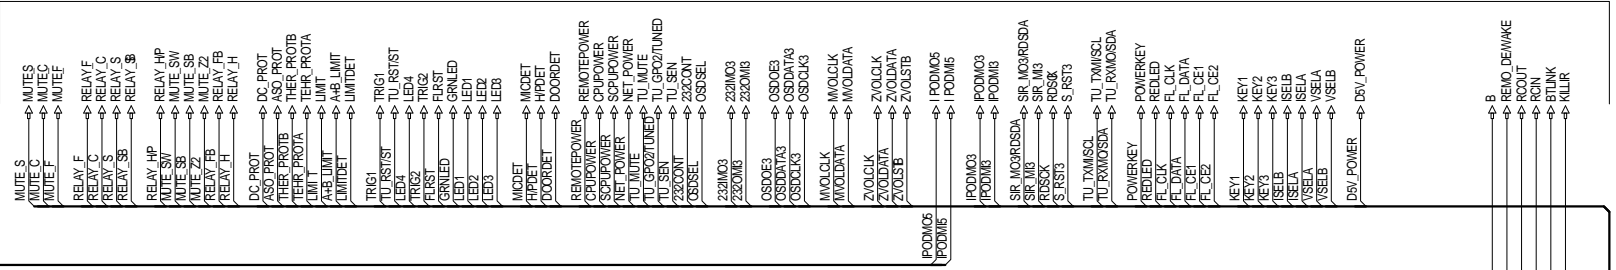 MUTES
MUTEC
MUTEF
RELAY_F
RELAY_C
RELAY_S
RELAY_SB
RELAY_HP
MUTE_SW
MUTE_SB
MUTE_Z2
RELAY_FB
RELAY_H
DC_PROT
ASO_PROT
THER_PROTB
TEHR_PROTA
LIMIT
A+B_LIMIT
LIMITDET
TRIG1
TU_RST/ST
LED4
TRIG2
FLRST
GRNLED
LED1
LED2
LED3
MICDET
H/PDET
DOORDET
REMOTEPOWER
CPUPOWER
SCPUPOWER
NET_POWER
TU_MUTE
TU_GPO2/TUNED
TU_SEN
232CONT
OSDSEL
232IMO3
232OMI3
OSDOE3
OSDDATA3
OSDCLK3
MVOLCLK
MVOLDATA
ZVOLCLK
ZVOLDATA
ZVOLSTB
IPODMO5
IPODMI5
IPODMO3
IPODMI3
SIR_MO3/RDSDA
SIR_MI3
RDSCK
S_RST3
TU_TXMI/SCL
TU_RXMO/SDA
POWERKEY
REDLED
FL_CLK
FL_DATA
FL_CE1
FL_CE2
KEY1
KEY2
KEY3
ISELB
ISELA
VSELA
VSELB
D5V_POWER
B
REMO_DE/WAKE
RCOUT
RCIN
BTLINK
KILLIR
MUTE_S
MUTE_C
MUTE_F
RELAY_F
RELAY_C
RELAY_S
RELAY_SB
RELAY_HP
MUTE_SW
MUTE_SB
MUTE_Z2
RELAY_FB
RELAY_H
DC_PROT
ASO_PROT
THER_PROTB
TEHR_PROTA
LIMIT
A+B_LIMIT
LIMITDET
TRIG1
TU_RST/ST
LED4
TRIG2
FLRST
GRNLED
LED1
LED2
LED3
MICDET
H/PDET
DOORDET
REMOTEPOWER
CPUPOWER
SCPUPOWER
NET_POWER
TU_MUTE
TU_GPO2/TUNED
TU_SEN
232CONT
OSDSEL
232IMO3
232OMI3
OSDOE3
OSDDATA3
OSDCLK3
MVOLCLK
MVOLDATA
ZVOLCLK
ZVOLDATA
ZVOLSTB
IPODMO3
IPODMI3
SIR_MO3/RDSDA
SIR_MI3
RDSCK
S_RST3
TU_TXMI/SCL
TU_RXMO/SDA
POWERKEY
REDLED
FL_CLK
FL_DATA
FL_CE1
FL_CE2
KEY1
KEY2
KEY3
ISELB
ISELA
VSELA
VSELB
D5V_POWER
IPODMO5
IPODMI5